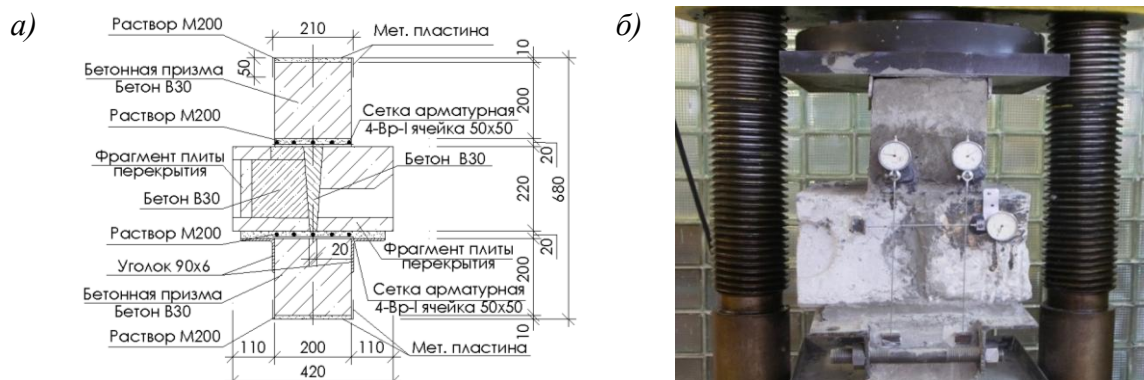 а)
Раствор М200
210
Мет. пластина
10
50
Бетонная призма
Бетон В30
200
Сетка арматурная
4-Вр-I ячейка 50х50
Раствор М200
20
Фрагмент плиты
перекрытия
Бетон В30
Бетон В30
220
680
Раствор М200
20
20
Фрагмент плиты
перекрытия
Уголок 90х6
200
Бетонная призма
Бетон В30
Сетка арматурная
4-Вр-I ячейка 50х50
Раствор М200
10
110
200
110
Мет. пластина
420
б)